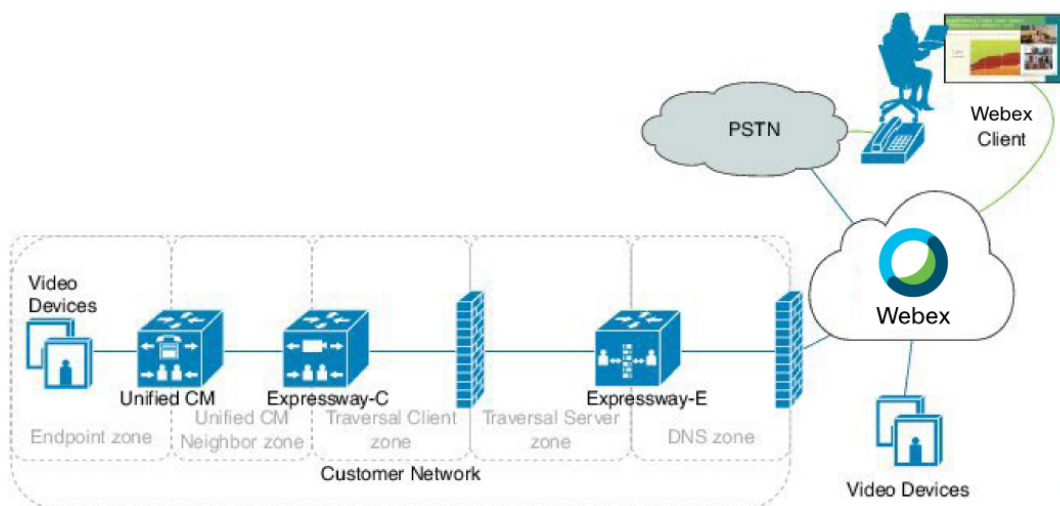 PSTN
Webex
Client
Webex
Video
Devices
Unified CM
Expressway-C
Expressway-E
Endpoint zone
Unified CM
Neighbor zone
Traversal Client
zone
Traversal Server
zone
DNS zone
Customer Network
Video Devices